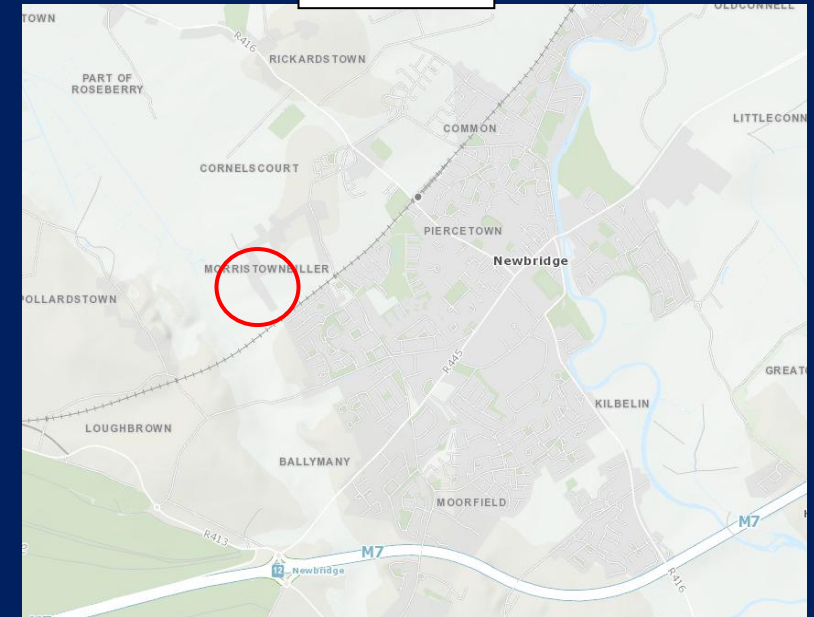 TOWN
OLDCONNELL
R416
RICKARDSTOWN
PART OF
ROSEBERRY
LITTLECONN
COMMON
CORNELSCOURT
PIERCETOWN
Newbridge
MORRISTOWNBILLER
POLLARDSTOWN
R445
GREAT
KILBELIN
LOUGHBROWN
BALLYMANY
MOORFIELD
R413
M7
M7
12 Newbridge
R416